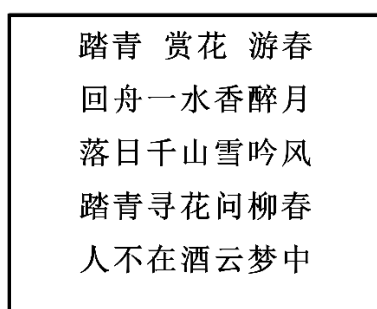 踏青 赏花 游春
回舟一水香醉月
落日千山雪吟风
踏青寻花问柳春
人不在酒云梦中